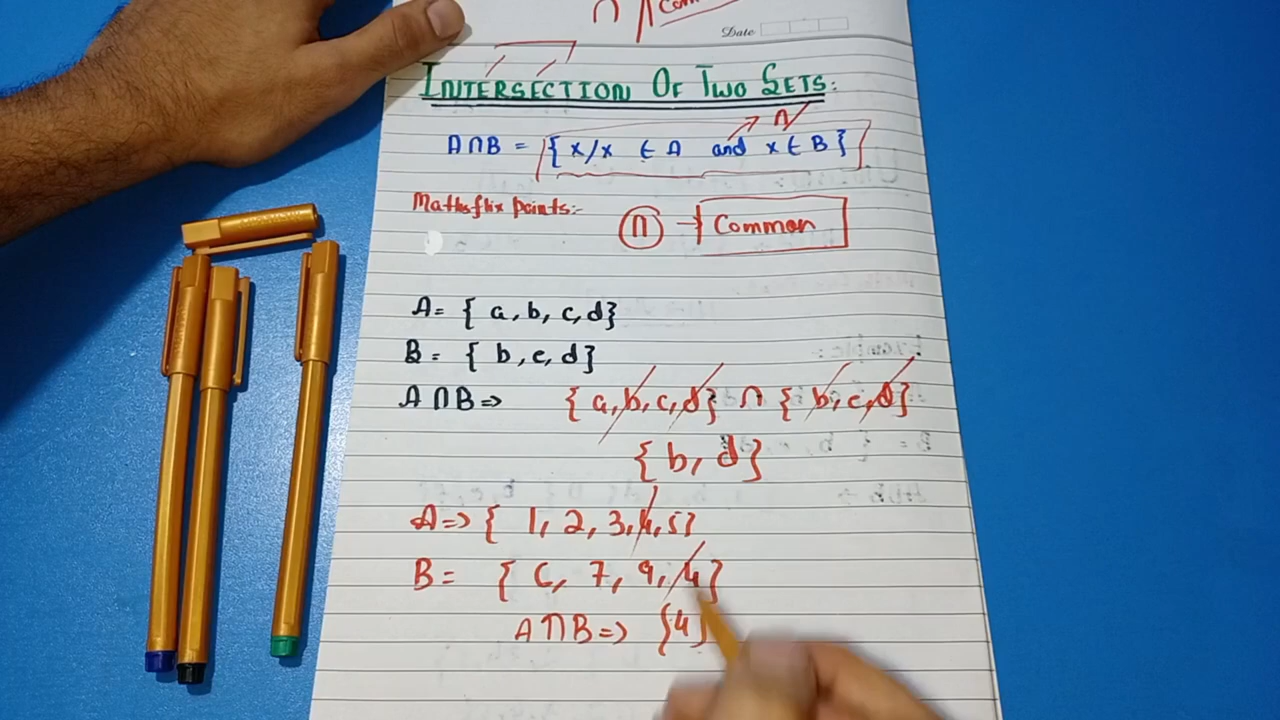 ∩
Date
INTERSECTION OF TWO SETS:
∩
A∩B = { x/x ∈ A and x ∈ B }
Mathsflix points:-
∩ → Common
A = { a, b, c, d}
B = { b, e, d}
A∩B => { a, b, c, d} ∩ { b, c, d}
{ b, d}
A => { 1, 2, 3, 4, 5}
B = { 6, 7, 9, 4}
A∩B => {4}